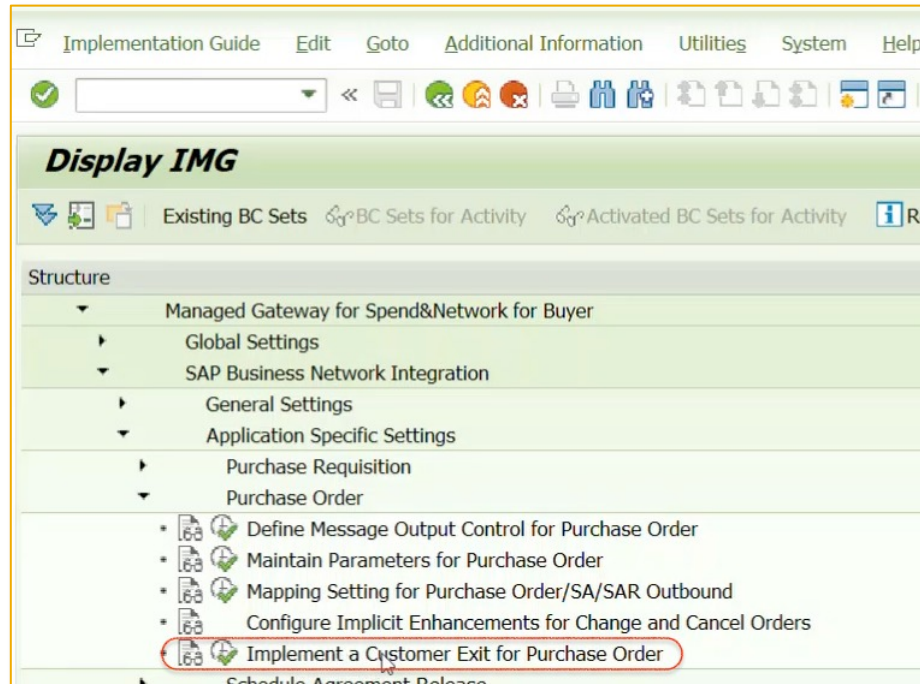 Implementation Guide Edit Goto Additional Information Utilities System Help
Display IMG
Existing BC Sets BC Sets for Activity Activated BC Sets for Activity R
Structure
Managed Gateway for Spend&Network for Buyer
Global Settings
SAP Business Network Integration
General Settings
Application Specific Settings
Purchase Requisition
Purchase Order
Define Message Output Control for Purchase Order
Maintain Parameters for Purchase Order
Mapping Setting for Purchase Order/SA/SAR Outbound
Configure Implicit Enhancements for Change and Cancel Orders
Implement a Customer Exit for Purchase Order
Schedule Agreement Release